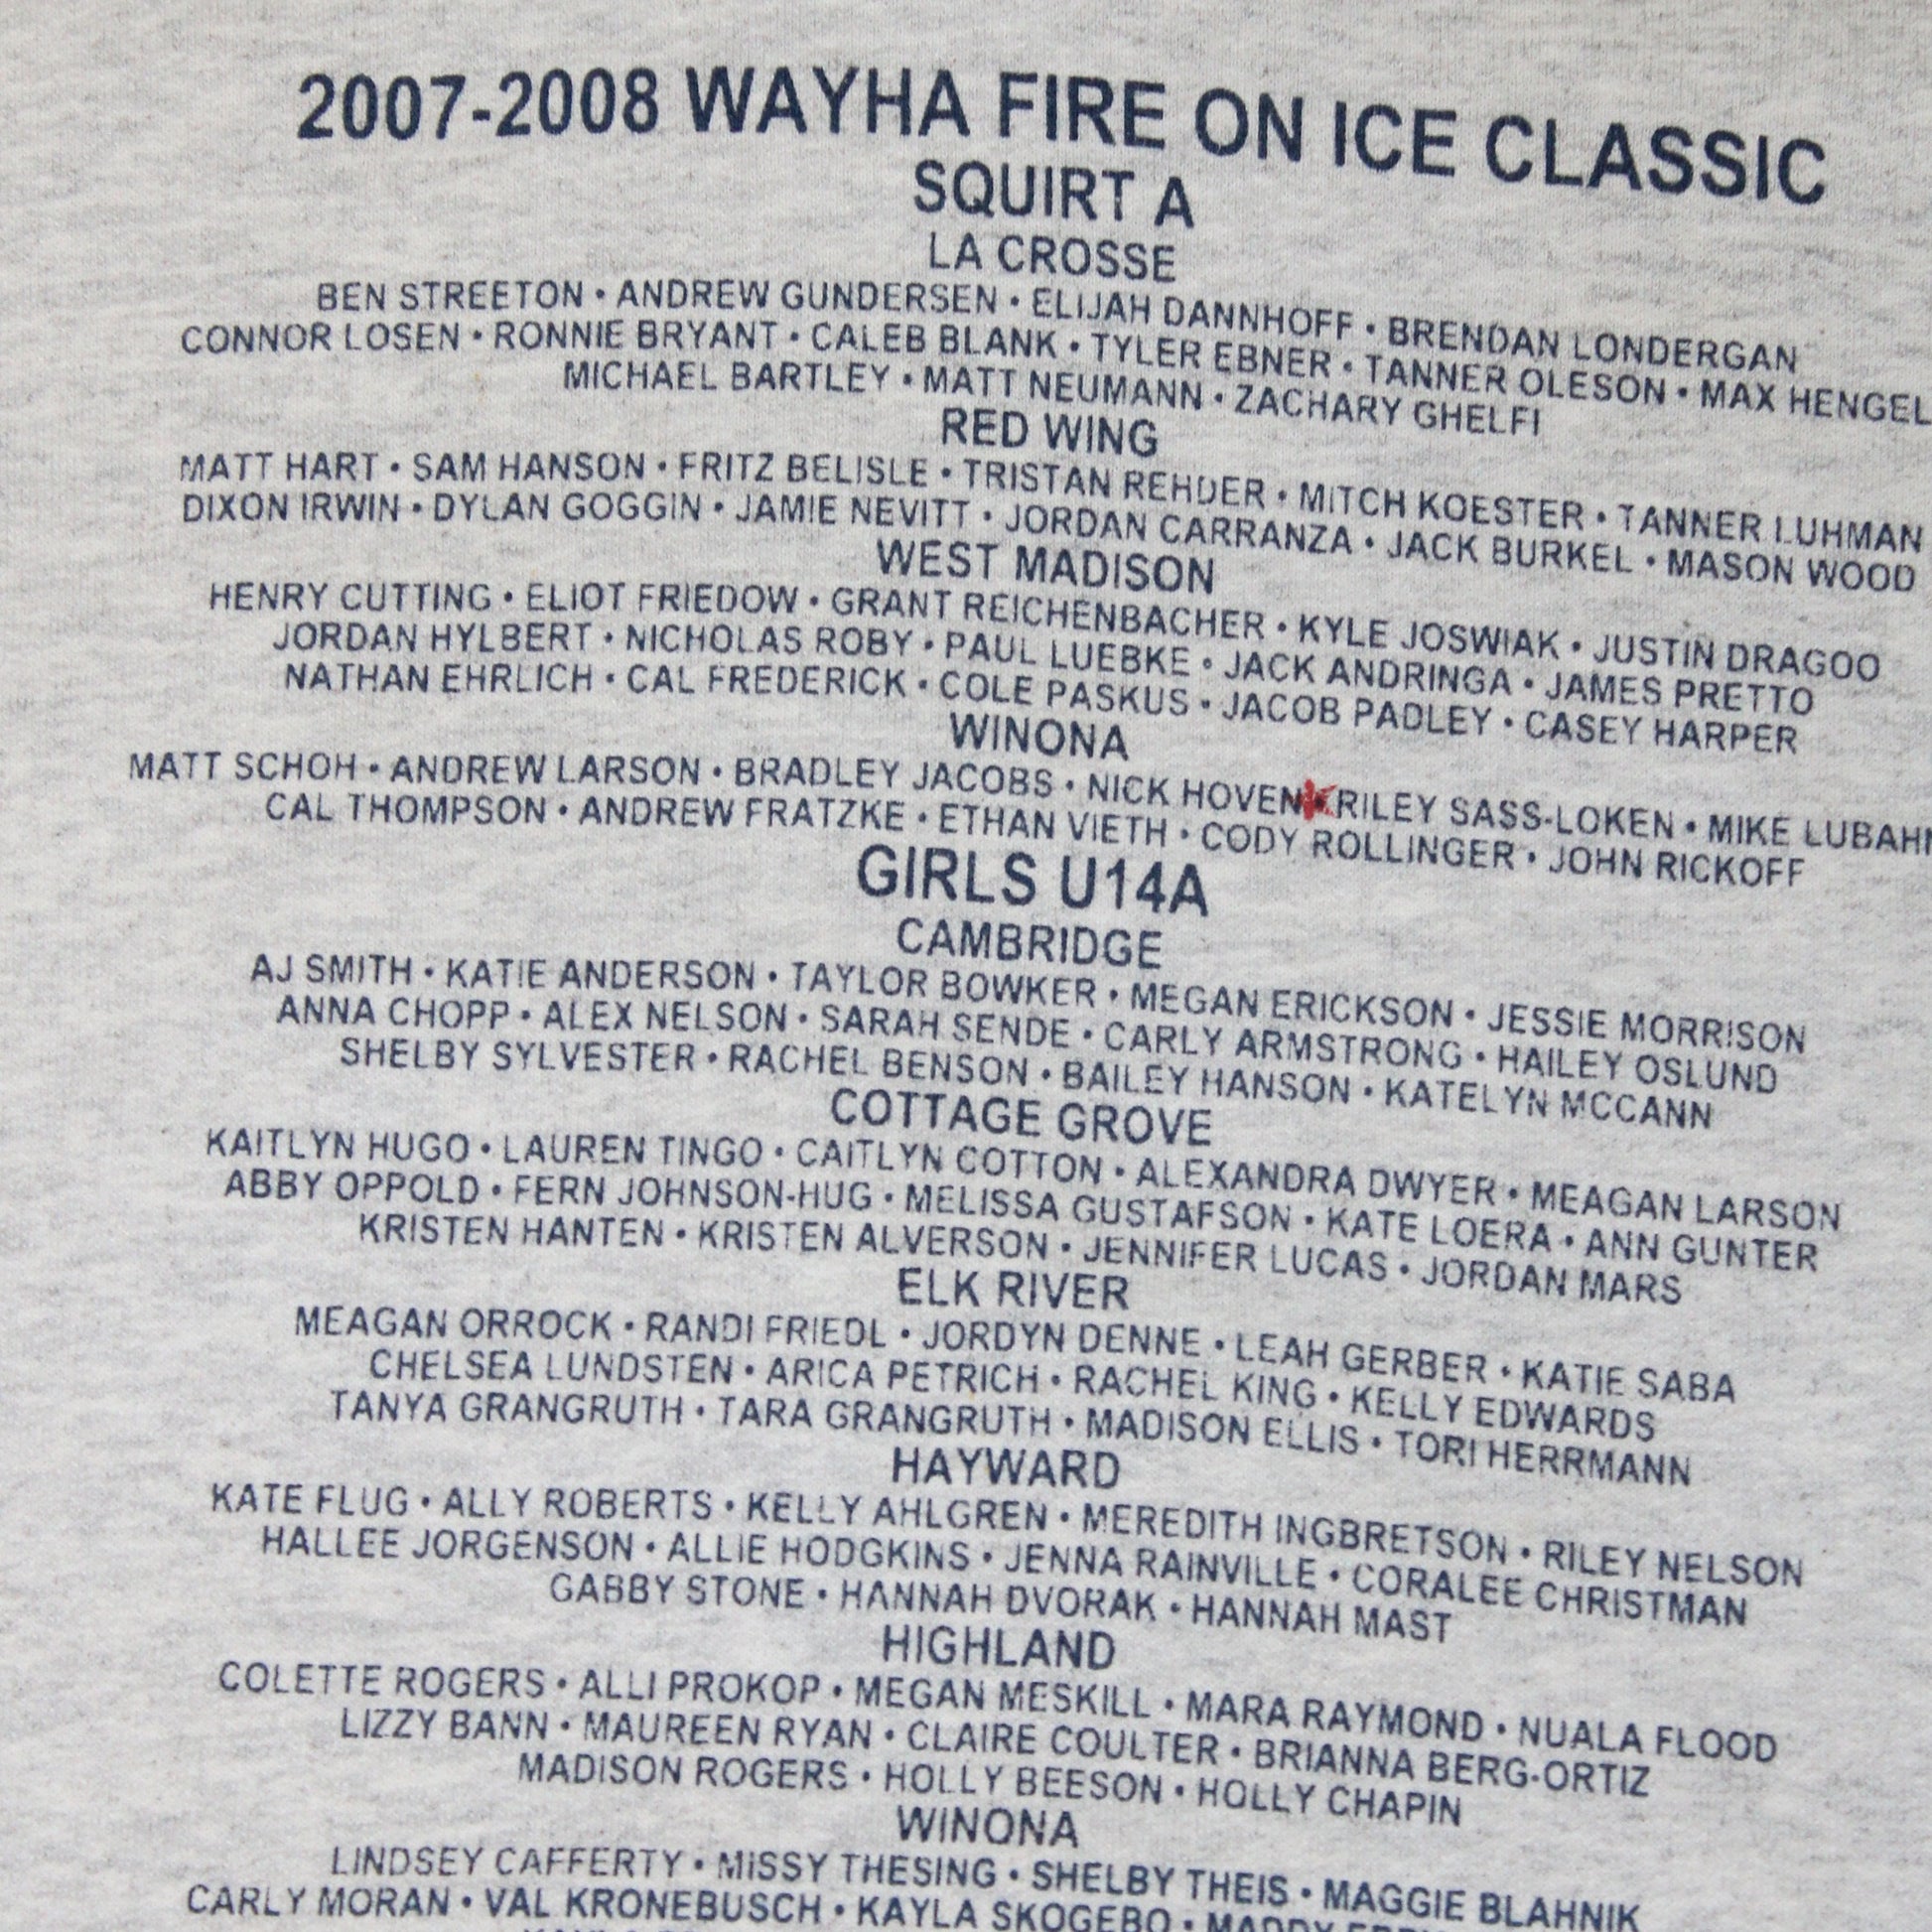 2007-2008 WAYHA FIRE ON ICE CLASSIC
SQUIRT A
LA CROSSE
BEN STREETON • ANDREW GUNDERSEN • ELIJAH DANNHOFF • BRENDAN LONDERGAN
CONNOR LOSEN • RONNIE BRYANT • CALEB BLANK • TYLER EBNER • TANNER OLESON • MAX HENGEL
MICHAEL BARTLEY • MATT NEUMANN • ZACHARY GHELFI
RED WING
MATT HART • SAM HANSON • FRITZ BELISLE • TRISTAN REHDER • MITCH KOESTER • TANNER LUHMAN
DIXON IRWIN • DYLAN GOGGIN • JAMIE NEVITT • JORDAN CARRANZA • JACK BURKEL • MASON WOOD
WEST MADISON
HENRY CUTTING • ELIOT FRIEDOW • GRANT REICHENBACHER • KYLE JOSWIAK • JUSTIN DRAGOO
JORDAN HYLBERT • NICHOLAS ROBY • PAUL LUEBKE • JACK ANDRINGA • JAMES PRETTO
NATHAN EHRLICH • CAL FREDERICK • COLE PASKUS • JACOB PADLEY • CASEY HARPER
WINONA
MATT SCHOH • ANDREW LARSON • BRADLEY JACOBS • NICK HOVEN • RILEY SASS-LOKEN • MIKE LUBAHN
CAL THOMPSON • ANDREW FRATZKE • ETHAN VIETH • CODY ROLLINGER • JOHN RICKOFF
GIRLS U14A
CAMBRIDGE
AJ SMITH • KATIE ANDERSON • TAYLOR BOWKER • MEGAN ERICKSON • JESSIE MORRISON
ANNA CHOPP • ALEX NELSON • SARAH SENDE • CARLY ARMSTRONG • HAILEY OSLUND
SHELBY SYLVESTER • RACHEL BENSON • BAILEY HANSON • KATELYN MCCANN
COTTAGE GROVE
KAITLYN HUGO • LAUREN TINGO • CAITLYN COTTON • ALEXANDRA DWYER • MEAGAN LARSON
ABBY OPPOLD • FERN JOHNSON-HUG • MELISSA GUSTAFSON • KATE LOERA • ANN GUNTER
KRISTEN HANTEN • KRISTEN ALVERSON • JENNIFER LUCAS • JORDAN MARS
ELK RIVER
MEAGAN ORROCK • RANDI FRIEDL • JORDYN DENNE • LEAH GERBER • KATIE SABA
CHELSEA LUNDSTEN • ARICA PETRICH • RACHEL KING • KELLY EDWARDS
TANYA GRANGRUTH • TARA GRANGRUTH • MADISON ELLIS • TORI HERRMANN
HAYWARD
KATE FLUG • ALLY ROBERTS • KELLY AHLGREN • MEREDITH INGBRETSON • RILEY NELSON
HALLEE JORGENSON • ALLIE HODGKINS • JENNA RAINVILLE • CORALEE CHRISTMAN
GABBY STONE • HANNAH DVORAK • HANNAH MAST
HIGHLAND
COLETTE ROGERS • ALLI PROKOP • MEGAN MESKILL • MARA RAYMOND • NUALA FLOOD
LIZZY BANN • MAUREEN RYAN • CLAIRE COULTER • BRIANNA BERG-ORTIZ
MADISON ROGERS • HOLLY BEESON • HOLLY CHAPIN
WINONA
LINDSEY CAFFERTY • MISSY THESING • SHELBY THEIS • MAGGIE BLAHNIK
CARLY MORAN • VAL KRONEBUSCH • KAYLA SKOGEBO • MADDY